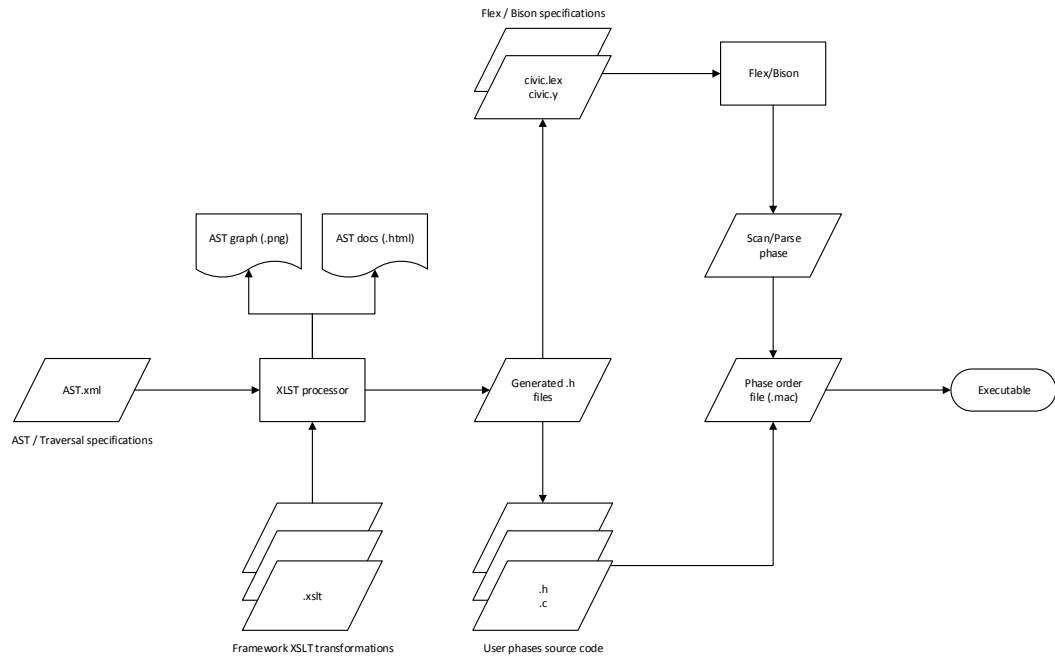 Flex / Bison specifications
civic.lex
civic.y
Flex/Bison
AST graph (.png)
AST docs (.html)
Scan/Parse
phase
AST.xml
XLST processor
Generated .h
files
Phase order
file (.mac)
Executable
AST / Traversal specifications
.xslt
.h
.c
Framework XSLT transformations
User phases source code